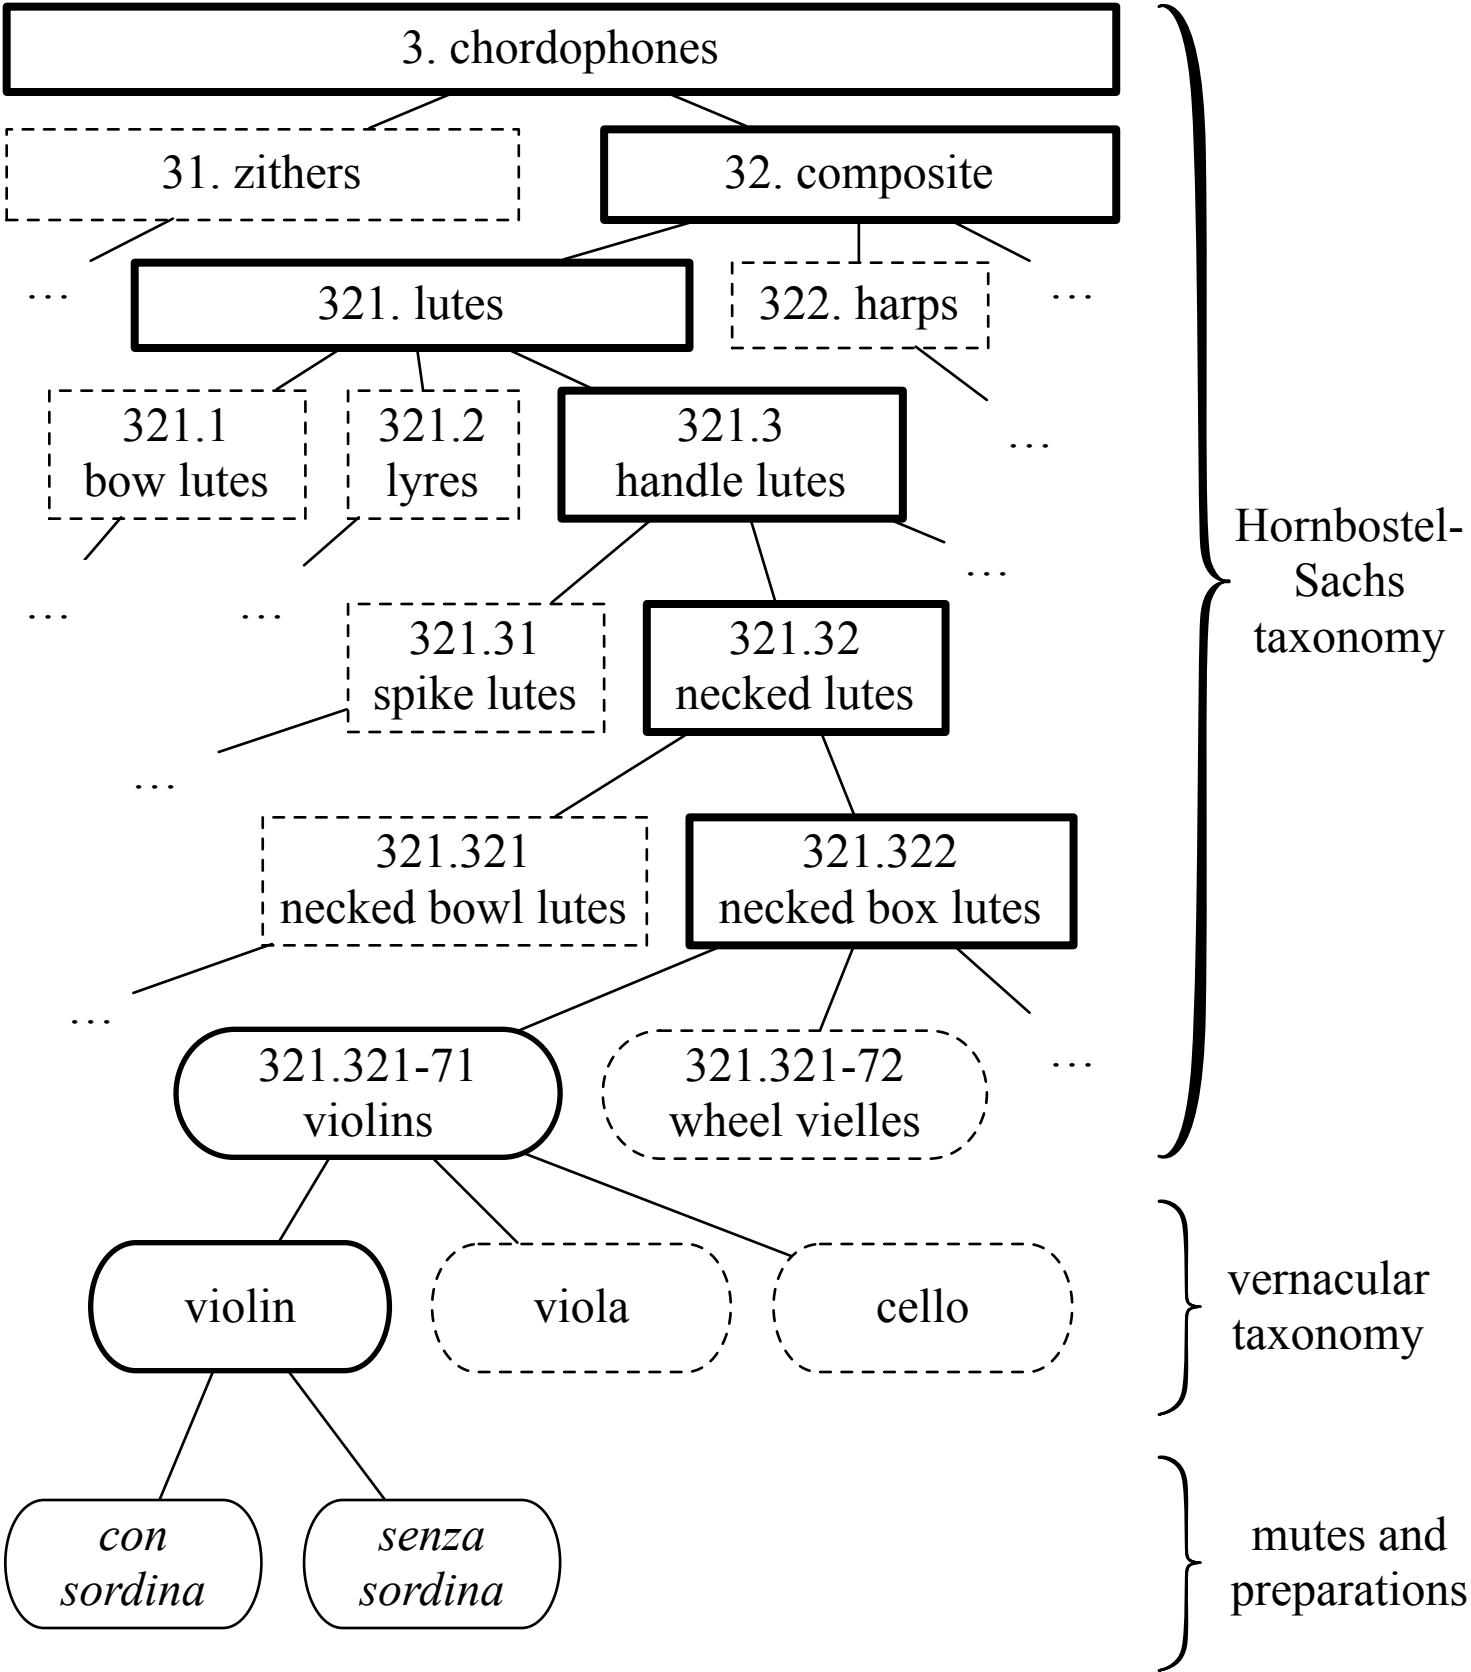 3. chordophones
31. zithers
32. composite
...
321. lutes
322. harps
...
321.1
bow lutes
321.2
lyres
321.3
handle lutes
...
Hornbostel-
Sachs
taxonomy
...
...
...
321.31
spike lutes
321.32
necked lutes
...
321.321
necked bowl lutes
321.322
necked box lutes
...
321.321-71
violins
321.321-72
wheel vielles
...
violin
viola
cello
vernacular
taxonomy
con
sordina
senza
sordina
mutes and
preparations